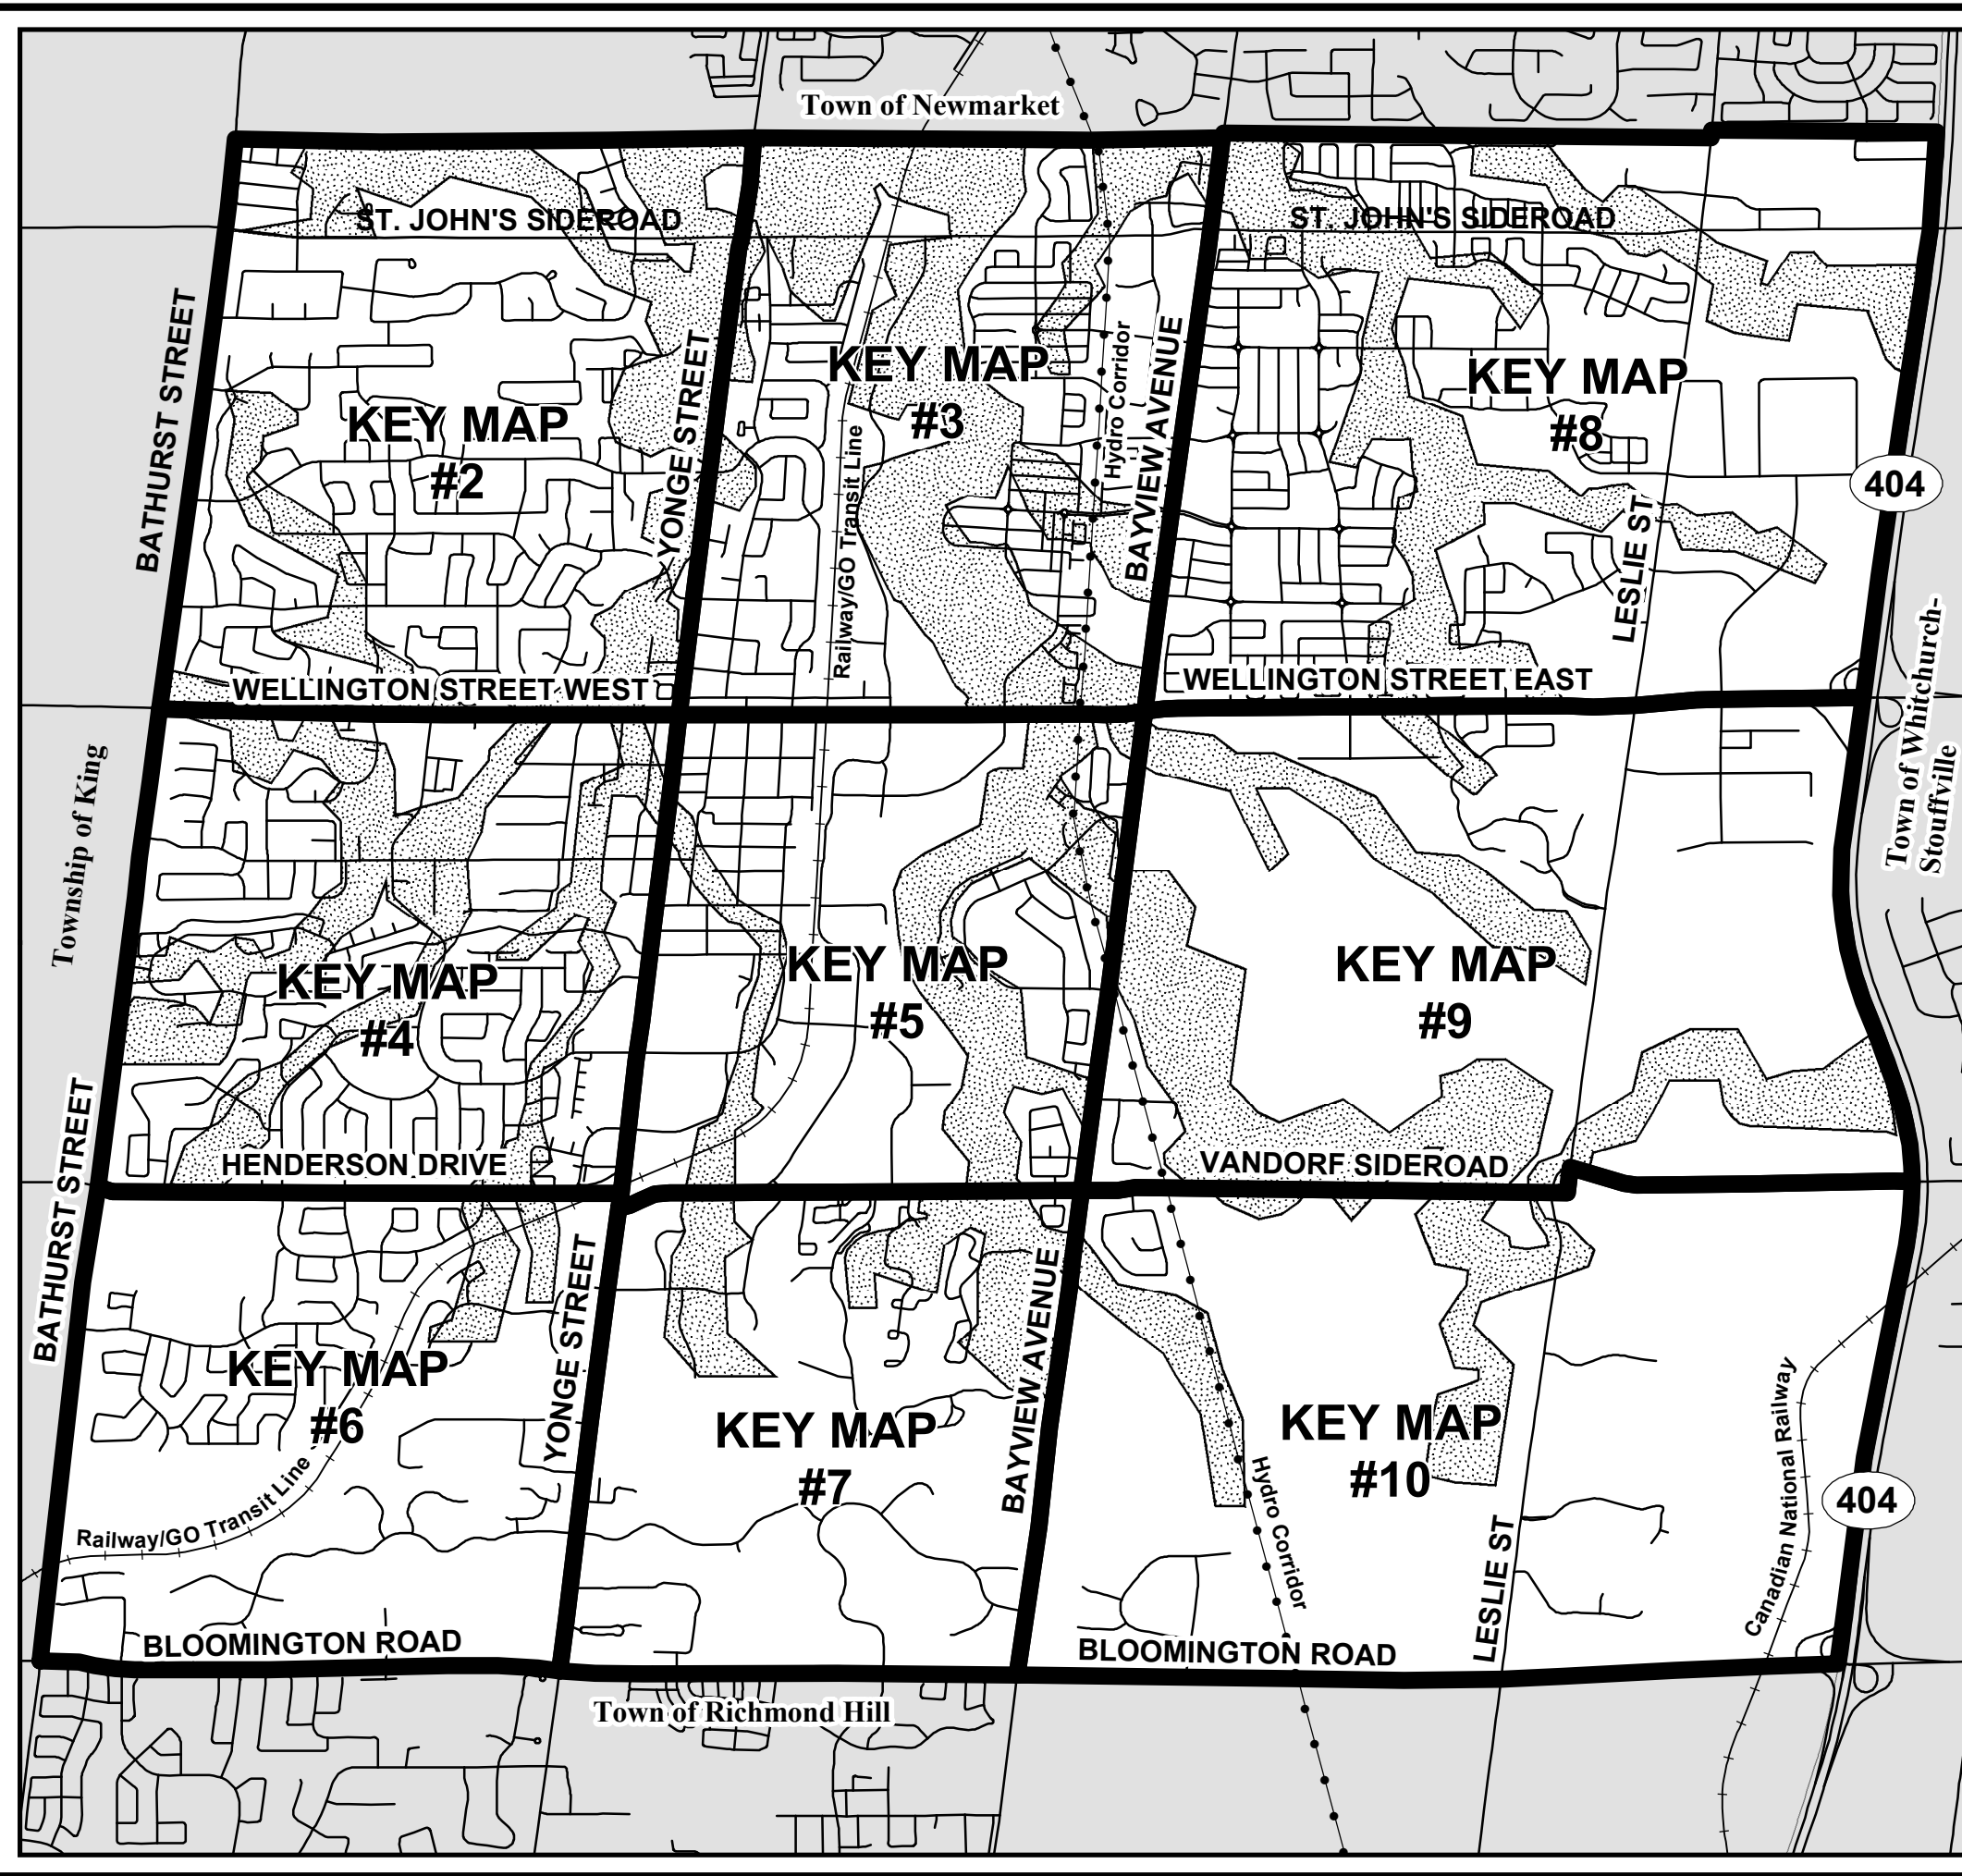 Town of Newmarket
ST. JOHN'S SIDEROAD
ST. JOHN'S SIDEROAD
BATHURST STREET
YONGE STREET
KEY MAP
#2
KEY MAP
#3
Hydro Corridor
BAYVIEW AVENUE
KEY MAP
#8
Railway/GO Transit Line
LESLIE ST
404
WELLINGTON STREET WEST
WELLINGTON STREET EAST
Town of Whitchurch-
Stouffville
Township of King
KEY MAP
#4
KEY MAP
#5
KEY MAP
#9
HENDERSON DRIVE
VANDORF SIDEROAD
BATHURST STREET
YONGE STREET
BAYVIEW AVENUE
KEY MAP
#6
KEY MAP
#7
KEY MAP
#10
Railway/GO Transit Line
Hydro Corridor
LESLIE ST
Canadian National Railway
404
BLOOMINGTON ROAD
BLOOMINGTON ROAD
Town of Richmond Hill